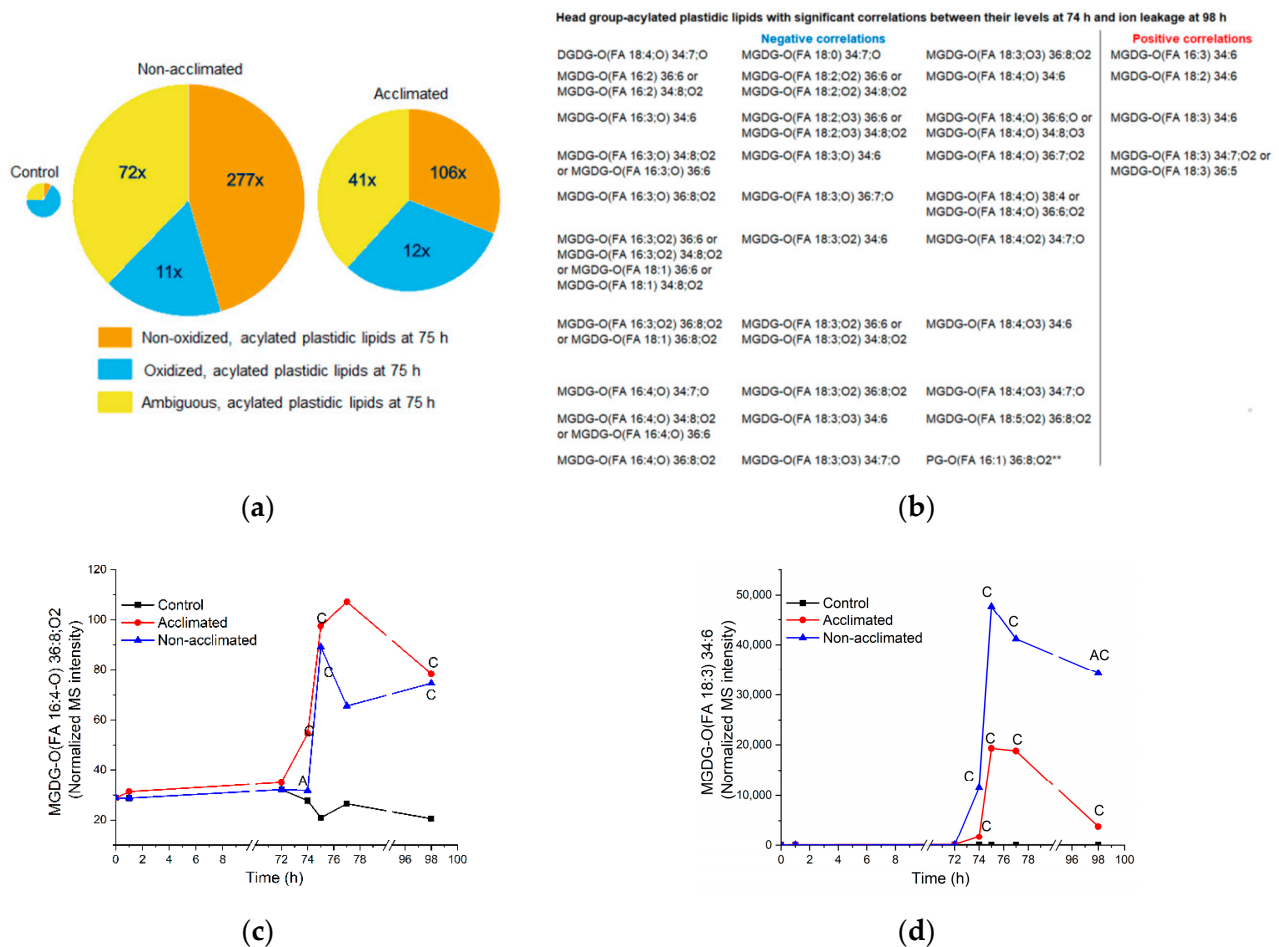 Non-acclimated
Acclimated
Control
72x
277x
11x
41x
106x
12x
Non-oxidized, acylated plastidic lipids at 75 h
Oxidized, acylated plastidic lipids at 75 h
Ambiguous, acylated plastidic lipids at 75 h
(a)
Head group-acylated plastidic lipids with significant correlations between their levels at 74 h and ion leakage at 98 h
Negative correlations
Positive correlations
DGDG-O(FA 18:4;O) 34:7;O
MGDG-O(FA 18:0) 34:7;O
MGDG-O(FA 18:3;O3) 36:8;O2
MGDG-O(FA 16:3) 34:6
MGDG-O(FA 16:2) 36:6 or
MGDG-O(FA 16:2) 34:8;O2
MGDG-O(FA 18:2;O2) 36:6 or
MGDG-O(FA 18:2;O2) 34:8;O2
MGDG-O(FA 18:4;O) 34:6
MGDG-O(FA 18:2) 34:6
MGDG-O(FA 16:3;O) 34:6
MGDG-O(FA 18:2;O3) 36:6 or
MGDG-O(FA 18:2;O3) 34:8;O2
MGDG-O(FA 18:4;O) 36:6;O or
MGDG-O(FA 18:4;O) 34:8;O3
MGDG-O(FA 18:3) 34:6
MGDG-O(FA 16:3;O) 34:8;O2
or MGDG-O(FA 16:3;O) 36:6
MGDG-O(FA 18:3;O) 34:6
MGDG-O(FA 18:4;O) 36:7;O2
MGDG-O(FA 18:3) 34:7;O2 or
MGDG-O(FA 18:3) 36:5
MGDG-O(FA 16:3;O) 36:8;O2
MGDG-O(FA 18:3;O) 36:7;O
MGDG-O(FA 18:4;O) 38:4 or
MGDG-O(FA 18:4;O) 36:6;O2
MGDG-O(FA 16:3;O2) 36:6 or
MGDG-O(FA 16:3;O2) 34:8;O2
or MGDG-O(FA 18:1) 36:6 or
MGDG-O(FA 18:1) 34:8;O2
MGDG-O(FA 18:3;O2) 34:6
MGDG-O(FA 18:4;O2) 34:7;O
MGDG-O(FA 16:3;O2) 36:8;O2
or MGDG-O(FA 18:1) 36:8;O2
MGDG-O(FA 18:3;O2) 36:6 or
MGDG-O(FA 18:3;O2) 34:8;O2
MGDG-O(FA 18:4;O3) 34:6
MGDG-O(FA 16:4;O) 34:7;O
MGDG-O(FA 18:3;O2) 36:8;O2
MGDG-O(FA 18:4;O3) 34:7;O
MGDG-O(FA 16:4;O) 34:8;O2
or MGDG-O(FA 16:4;O) 36:6
MGDG-O(FA 18:3;O3) 34:6
MGDG-O(FA 18:5;O2) 36:8;O2
MGDG-O(FA 16:4;O) 36:8;O2
MGDG-O(FA 18:3;O3) 34:7;O
PG-O(FA 16:1) 36:8;O2**
(b)
MGDG-O(FA 16:4-O) 36:8;O2
(Normalized MS intensity)
120
100
80
60
40
20
Control
Acclimated
Non-acclimated
C
C
C
A
C
C
0 2 4 6 8 72 74 76 78 96 98 100
Time (h)
(c)
MGDG-O(FA 18:3) 34:6
(Normalized MS intensity)
50,000
40,000
30,000
20,000
10,000
0
Control
Acclimated
Non-acclimated
C
C
AC
C
C
C
C
C
0 2 4 6 8 72 74 76 78 96 98 100
Time (h)
(d)